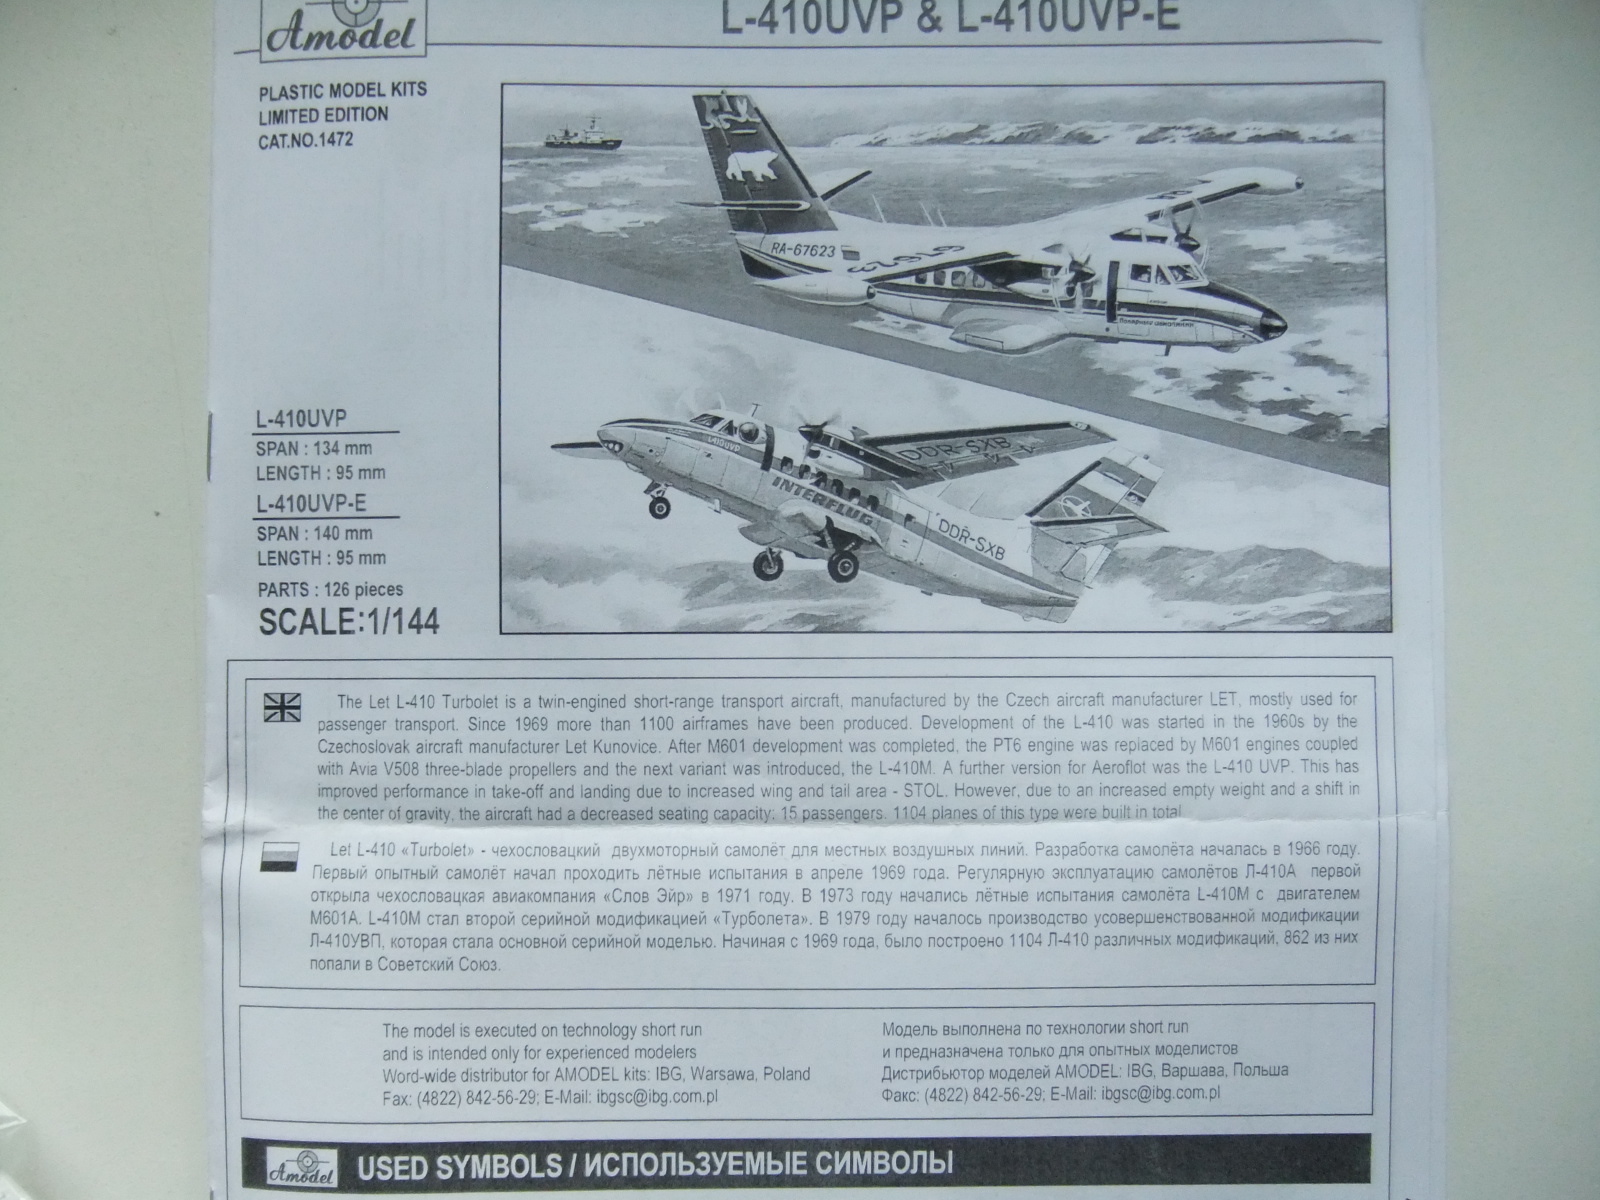 Amodel
L-410UVP & L-410UVP-E
PLASTIC MODEL KITS
LIMITED EDITION
CAT.NO.1472
RA-67623
67623
L-410UVP
INTERFLUG
DDR-SXB
DDR-SXB
L-410UVP
SPAN : 134 mm
LENGTH : 95 mm
L-410UVP-E
SPAN : 140 mm
LENGTH : 95 mm
PARTS : 126 pieces
SCALE:1/144
The Let L-410 Turbolet is a twin-engined short-range transport aircraft, manufactured by the Czech aircraft manufacturer LET, mostly used for
passenger transport. Since 1969 more than 1100 airframes have been produced. Development of the L-410 was started in the 1960s by the
Czechoslovak aircraft manufacturer Let Kunovice. After M601 development was completed, the PT6 engine was replaced by M601 engines coupled
with Avia V508 three-blade propellers and the next variant was introduced, the L-410M. A further version for Aeroflot was the L-410 UVP. This has
improved performance in take-off and landing due to increased wing and tail area - STOL. However, due to an increased empty weight and a shift in
the center of gravity, the aircraft had a decreased seating capacity: 15 passengers. 1104 planes of this type were built in total
Let L-410 «Turbolet» - чехословацкий двухмоторный самолёт для местных воздушных линий. Разработка самолёта началась в 1966 году.
Первый опытный самолёт начал проходить лётные испытания в апреле 1969 года. Регулярную эксплуатацию самолётов Л-410А первой
открыла чехословацкая авиакомпания «Слов Эйр» в 1971 году. В 1973 году начались лётные испытания самолёта L-410M с двигателем
М601А. L-410M стал второй серийной модификацией «Турболета». В 1979 году началось производство усовершенствованной модификации
Л-410УВП, которая стала основной серийной моделью. Начиная с 1969 года, было построено 1104 Л-410 различных модификаций, 862 из них
попали в Советский Союз.
The model is executed on technology short run
and is intended only for experienced modelers
Word-wide distributor for AMODEL kits: IBG, Warsawa, Poland
Fax: (4822) 842-56-29; E-Mail: ibgsc@ibg.com.pl
Модель выполнена по технологии short run
и предназначена только для опытных моделистов
Дистрибьютор моделей AMODEL: IBG, Варшава, Польша
Факс: (4822) 842-56-29; E-Mail: ibgsc@ibg.com.pl
Amodel
USED SYMBOLS / ИСПОЛЬЗУЕМЫЕ СИМВОЛЫ